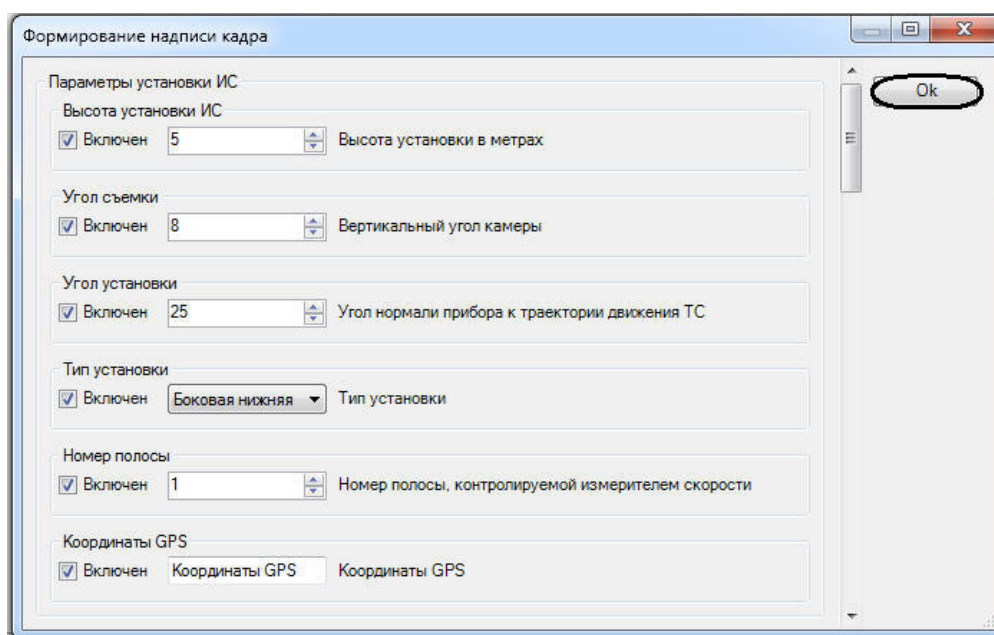 Формирование надписи кадра
Ok
Параметры установки ИС
Высота установки ИС
Включен 5 Высота установки в метрах
Угол съемки
Включен 8 Вертикальный угол камеры
Угол установки
Включен 25 Угол нормали прибора к траектории движения ТС
Тип установки
Включен Боковая нижняя Тип установки
Номер полосы
Включен 1 Номер полосы, контролируемой измерителем скорости
Координаты GPS
Включен Координаты GPS Координаты GPS